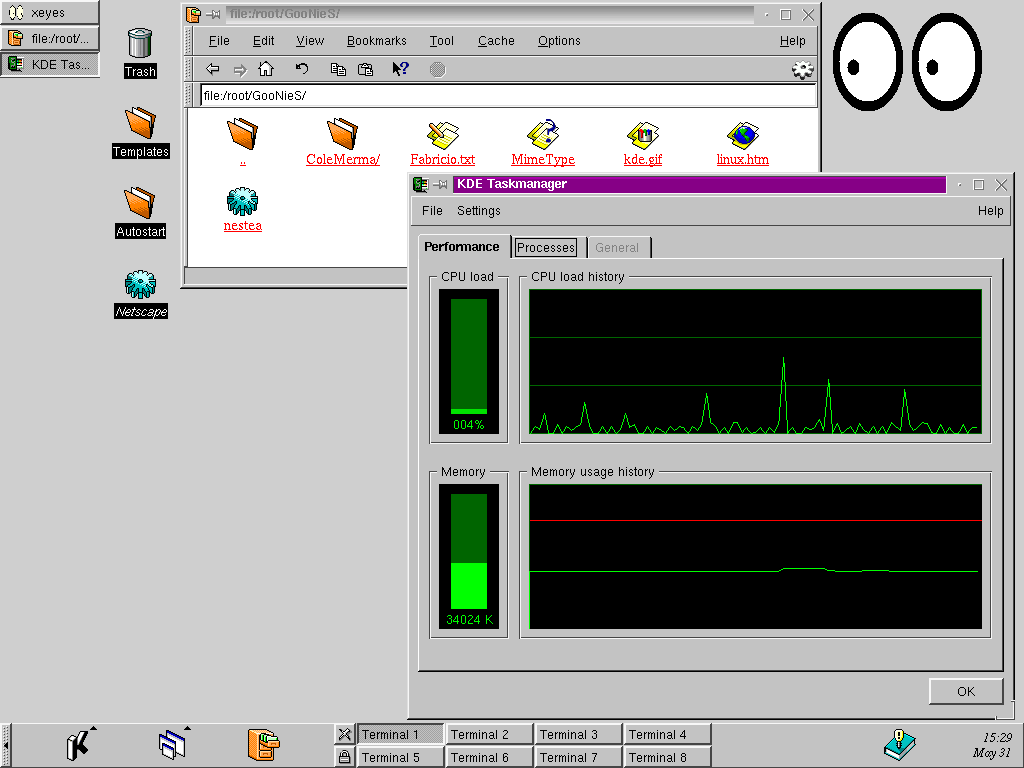 xeyes
file:/root/...
KDE Tas...
Trash
Templates
Autostart
Netscape
file:/root/GooNieS/
File Edit View Bookmarks Tool Cache Options Help
file:/root/GooNieS/
.. ColeMerma/ Fabricio.txt MimeType kde.gif linux.htm
nestea
KDE Taskmanager
File Settings Help
Performance Processes General
CPU load CPU load history
004%
Memory Memory usage history
34024 K
OK
K
Terminal 1 Terminal 2 Terminal 3 Terminal 4
Terminal 5 Terminal 6 Terminal 7 Terminal 8
15:29
May 31